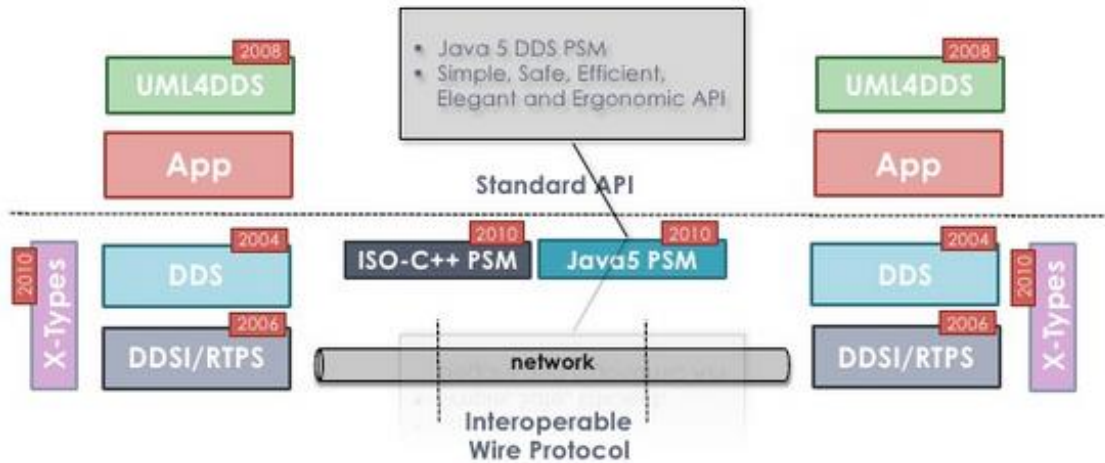 2008
UML4DDS
App
• Java 5 DDS PSM
• Simple, Safe, Efficient,
Elegant and Ergonomic API
2008
UML4DDS
App
Standard API
2010
X-Types
2004
DDS
2006
DDSI/RTPS
2010
ISO-C++ PSM
2010
Java5 PSM
network
Interoperable
Wire Protocol
2004
DDS
2006
DDSI/RTPS
2010
X-Types